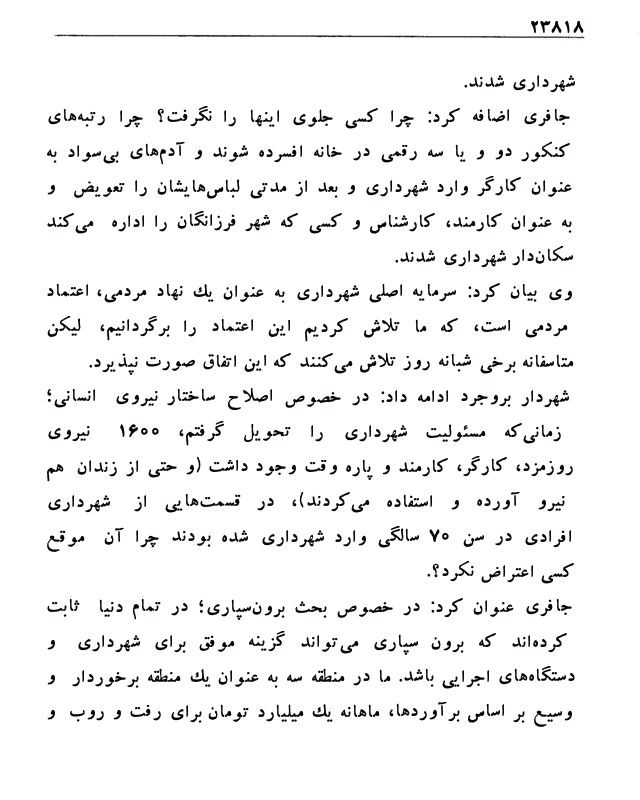 ۲۳۸۱۸
شهرداری شدند.
جافری اضافه کرد: چرا کسی جلوی اینها را نگرفت؟ چرا رتبه‌های
کنکور دو و یا سه رقمی در خانه افسرده شوند و آدم‌های بی‌سواد به
عنوان کارگر وارد شهرداری و بعد از مدتی لباس‌هایشان را تعویض و
به عنوان کارمند، کارشناس و کسی که شهر فرزانگان را اداره می‌کند
سکان‌دار شهرداری شدند.
وی بیان کرد: سرمایه اصلی شهرداری به عنوان یك نهاد مردمی، اعتماد
مردمی است، که ما تلاش کردیم این اعتماد را برگردانیم، لیکن
متاسفانه برخی شبانه روز تلاش می‌کنند که این اتفاق صورت نپذیرد.
شهردار بروجرد ادامه داد: در خصوص اصلاح ساختار نیروی انسانی؛
زمانی‌که مسئولیت شهرداری را تحویل گرفتم، ۱۶۰۰ نیروی
روزمزد، کارگر، کارمند و پاره وقت وجود داشت (و حتی از زندان هم
نیرو آورده و استفاده می‌کردند)، در قسمت‌هایی از شهرداری
افرادی در سن ۷۰ سالگی وارد شهرداری شده بودند چرا آن موقع
کسی اعتراض نکرد؟.
جافری عنوان کرد: در خصوص بحث برون‌سپاری؛ در تمام دنیا ثابت
کرده‌اند که برون سپاری می‌تواند گزینه موفق برای شهرداری و
دستگاه‌های اجرایی باشد. ما در منطقه سه به عنوان یك منطقه برخوردار و
وسیع بر اساس برآوردها، ماهانه یك میلیارد تومان برای رفت و روب و